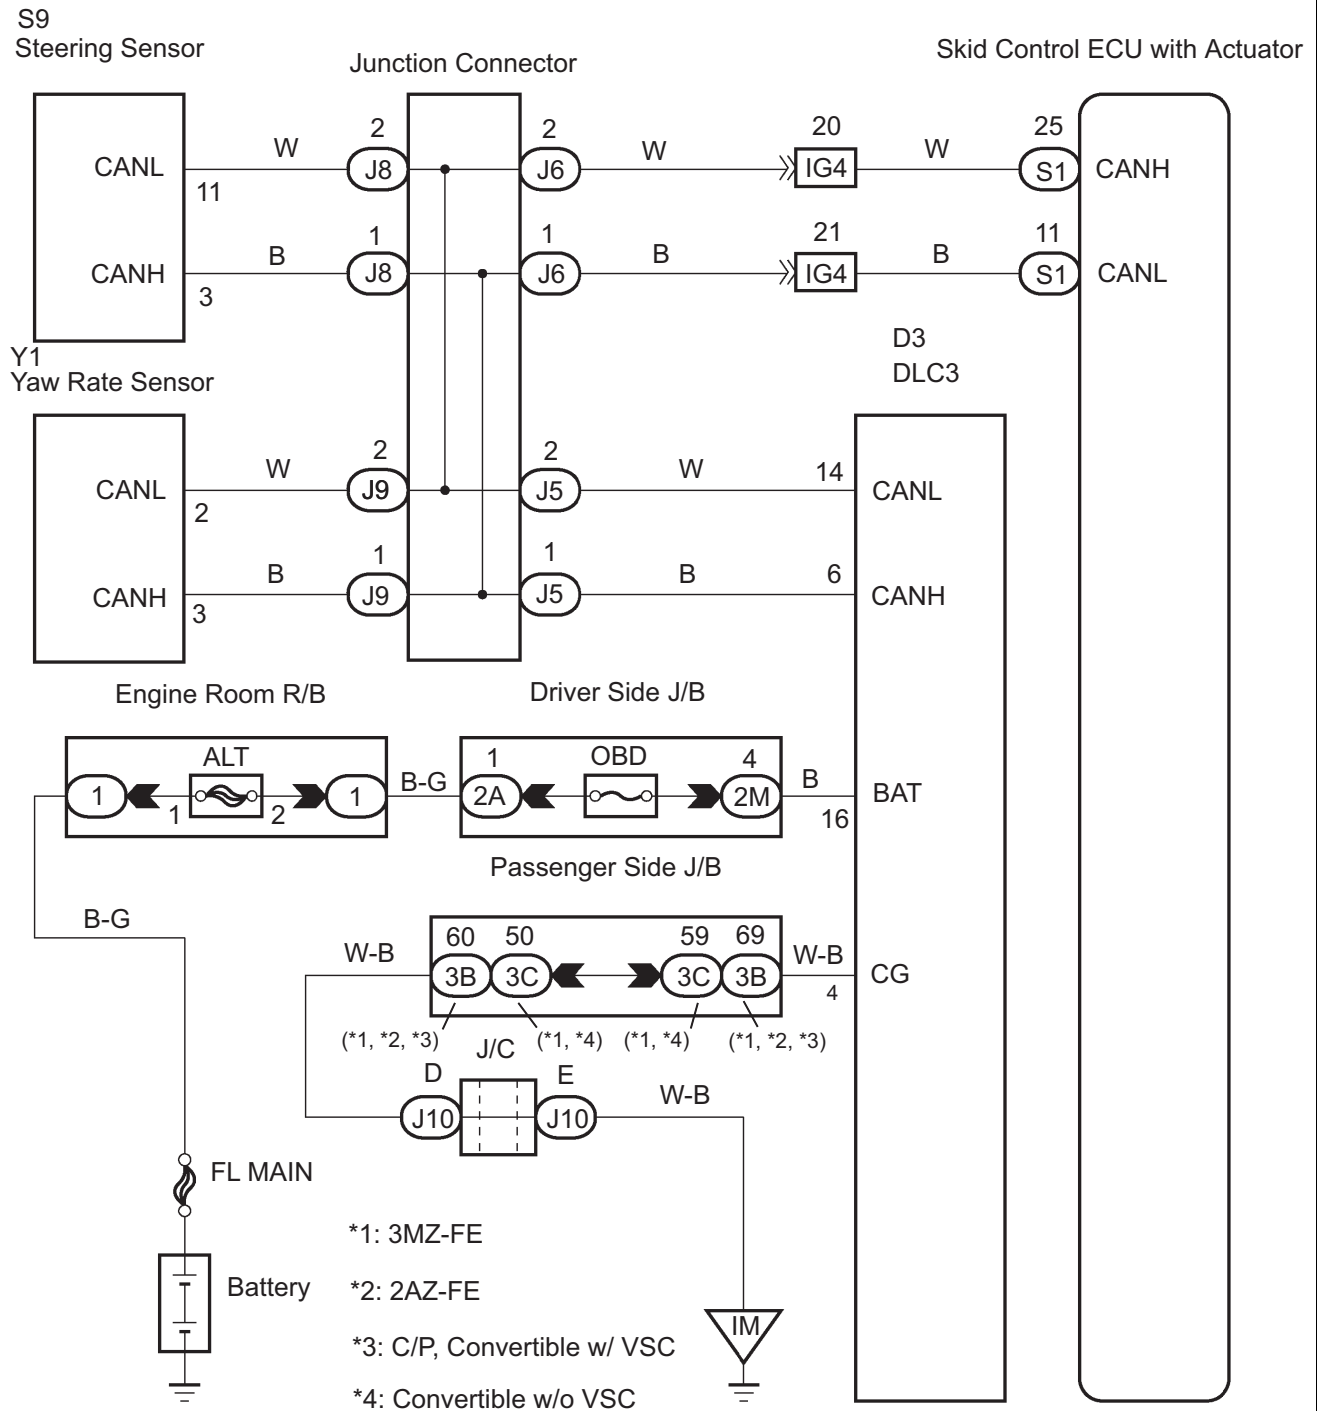 S9
Steering Sensor
Junction Connector
Skid Control ECU with Actuator
CANL
11
W
2
J8
2
J6
W
20
IG4
W
25
S1
CANH
CANH
3
B
1
J8
1
J6
B
21
IG4
B
11
S1
CANL
Y1
Yaw Rate Sensor
D3
DLC3
CANL
2
W
2
J9
2
J5
W
14
CANL
CANH
3
B
1
J9
1
J5
B
6
CANH
Engine Room R/B
Driver Side J/B
ALT
1
1
2
1
B-G
1
2A
OBD
4
2M
B
16
BAT
Passenger Side J/B
B-G
W-B
60
3B
50
3C
59
3C
69
3B
W-B
4
CG
(*1, *2, *3)
(*1, *4)
(*1, *4)
(*1, *2, *3)
J/C
D
J10
E
J10
W-B
FL MAIN
Battery
*1: 3MZ-FE
*2: 2AZ-FE
*3: C/P, Convertible w/ VSC
*4: Convertible w/o VSC
IM